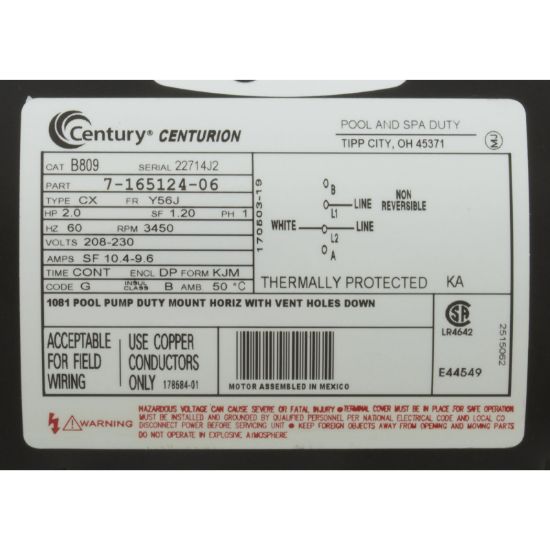 Century® CENTURION
POOL AND SPA DUTY
TIPP CITY, OH 45371
MJ
CAT B809 SERIAL 22714J2
PART 7-165124-06
TYPE CX FR Y56J
HP 2.0 SF 1.20 PH 1
HZ 60 RPM 3450
VOLTS 208-230
AMPS SF 10.4-9.6
TIME CONT ENCL DP FORM KJM
CODE G INSUL CLASS B AMB. 50 °C
170603-19
B
L1 LINE
NON REVERSIBLE
WHITE LINE
L2
A
THERMALLY PROTECTED KA
1081 POOL PUMP DUTY MOUNT HORIZ WITH VENT HOLES DOWN
ACCEPTABLE FOR FIELD WIRING
USE COPPER CONDUCTORS ONLY 178684-01
MOTOR ASSEMBLED IN MEXICO
SA
LR4642
2515062
E44549
WARNING
HAZARDOUS VOLTAGE CAN CAUSE SEVERE OR FATAL INJURY ● TERMINAL COVER MUST BE IN PLACE FOR SAFE OPERATION
MUST BE INSTALLED AND GROUNDED BY QUALIFIED PERSONNEL PER NATIONAL ELECTRICAL CODE AND LOCAL CO
DISCONNECT POWER BEFORE SERVICING UNIT ● KEEP FOREIGN OBJECTS AWAY FROM ROTATING PARTS
DO NOT OPERATE IN EXPLOSIVE ATMOSPHERE